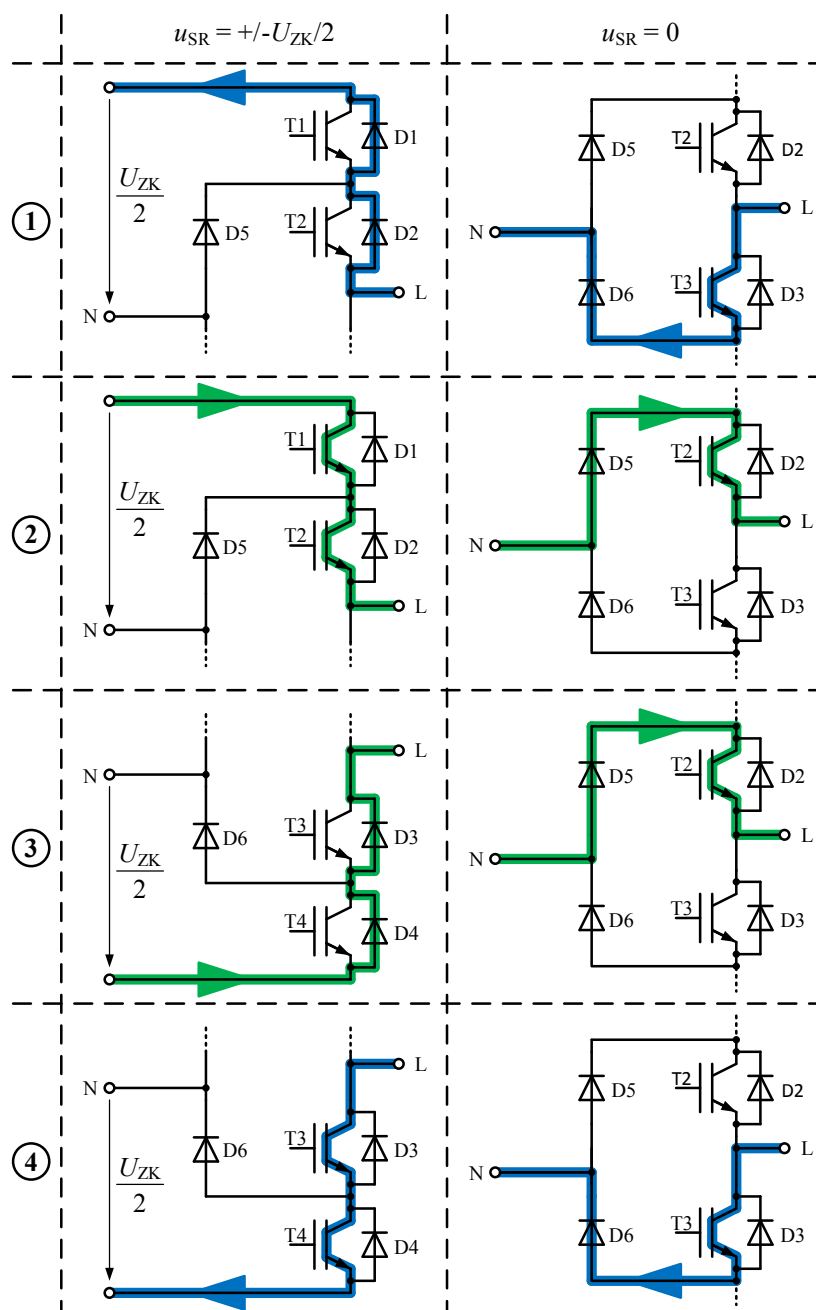 u_SR = +/-U_ZK/2
u_SR = 0
1
T1
D1
U_ZK
2
D5
T2
D2
L
N
D5
T2
D2
L
N
D6
T3
D3
2
T1
D1
U_ZK
2
D5
T2
D2
L
N
D5
T2
D2
L
N
D6
T3
D3
3
L
N
D6
T3
D3
U_ZK
2
T4
D4
D5
T2
D2
L
N
D6
T3
D3
4
L
N
D6
T3
D3
U_ZK
2
T4
D4
D5
T2
D2
L
N
D6
T3
D3